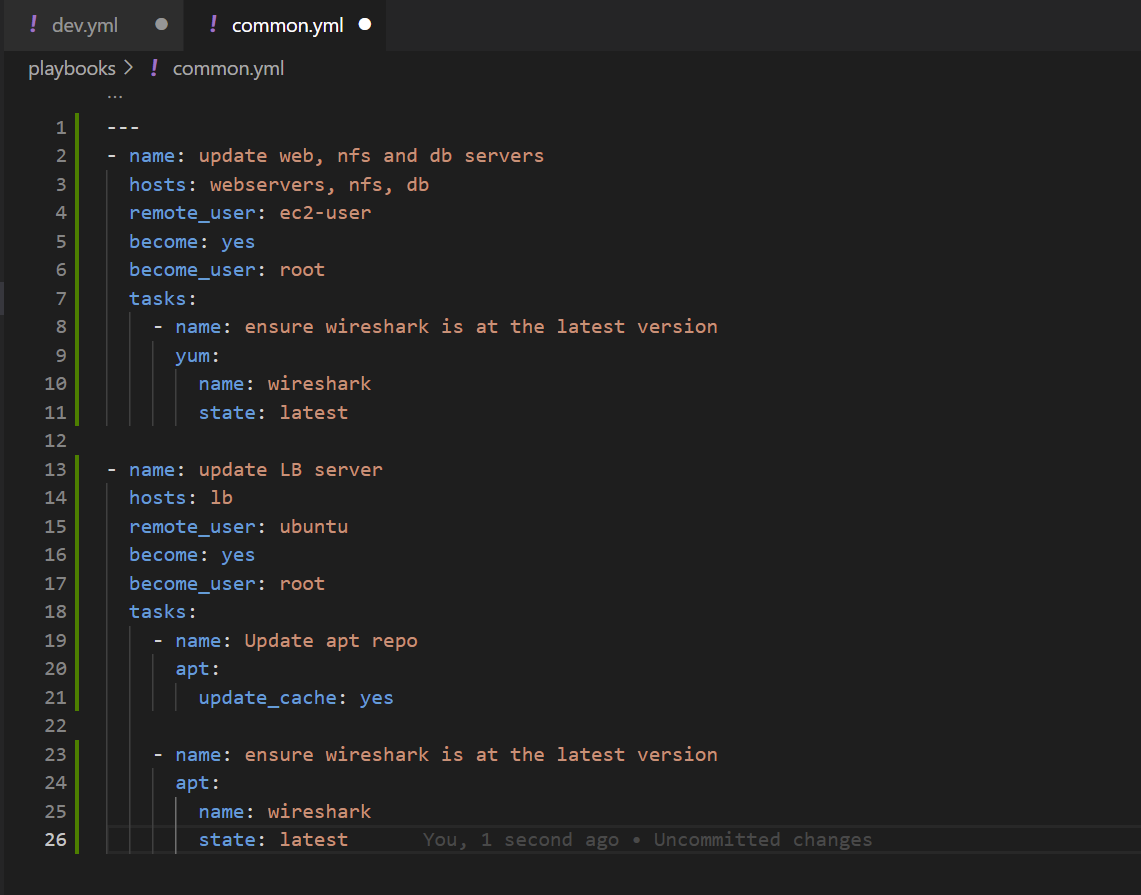 ! dev.yml ●
! common.yml ●
playbooks > ! common.yml
...
1 ---
2 - name: update web, nfs and db servers
3   hosts: webservers, nfs, db
4   remote_user: ec2-user
5   become: yes
6   become_user: root
7   tasks:
8     - name: ensure wireshark is at the latest version
9       yum:
10         name: wireshark
11         state: latest
12
13 - name: update LB server
14   hosts: lb
15   remote_user: ubuntu
16   become: yes
17   become_user: root
18   tasks:
19     - name: Update apt repo
20       apt:
21         update_cache: yes
22
23     - name: ensure wireshark is at the latest version
24       apt:
25         name: wireshark
26         state: latest You, 1 second ago • Uncommitted changes